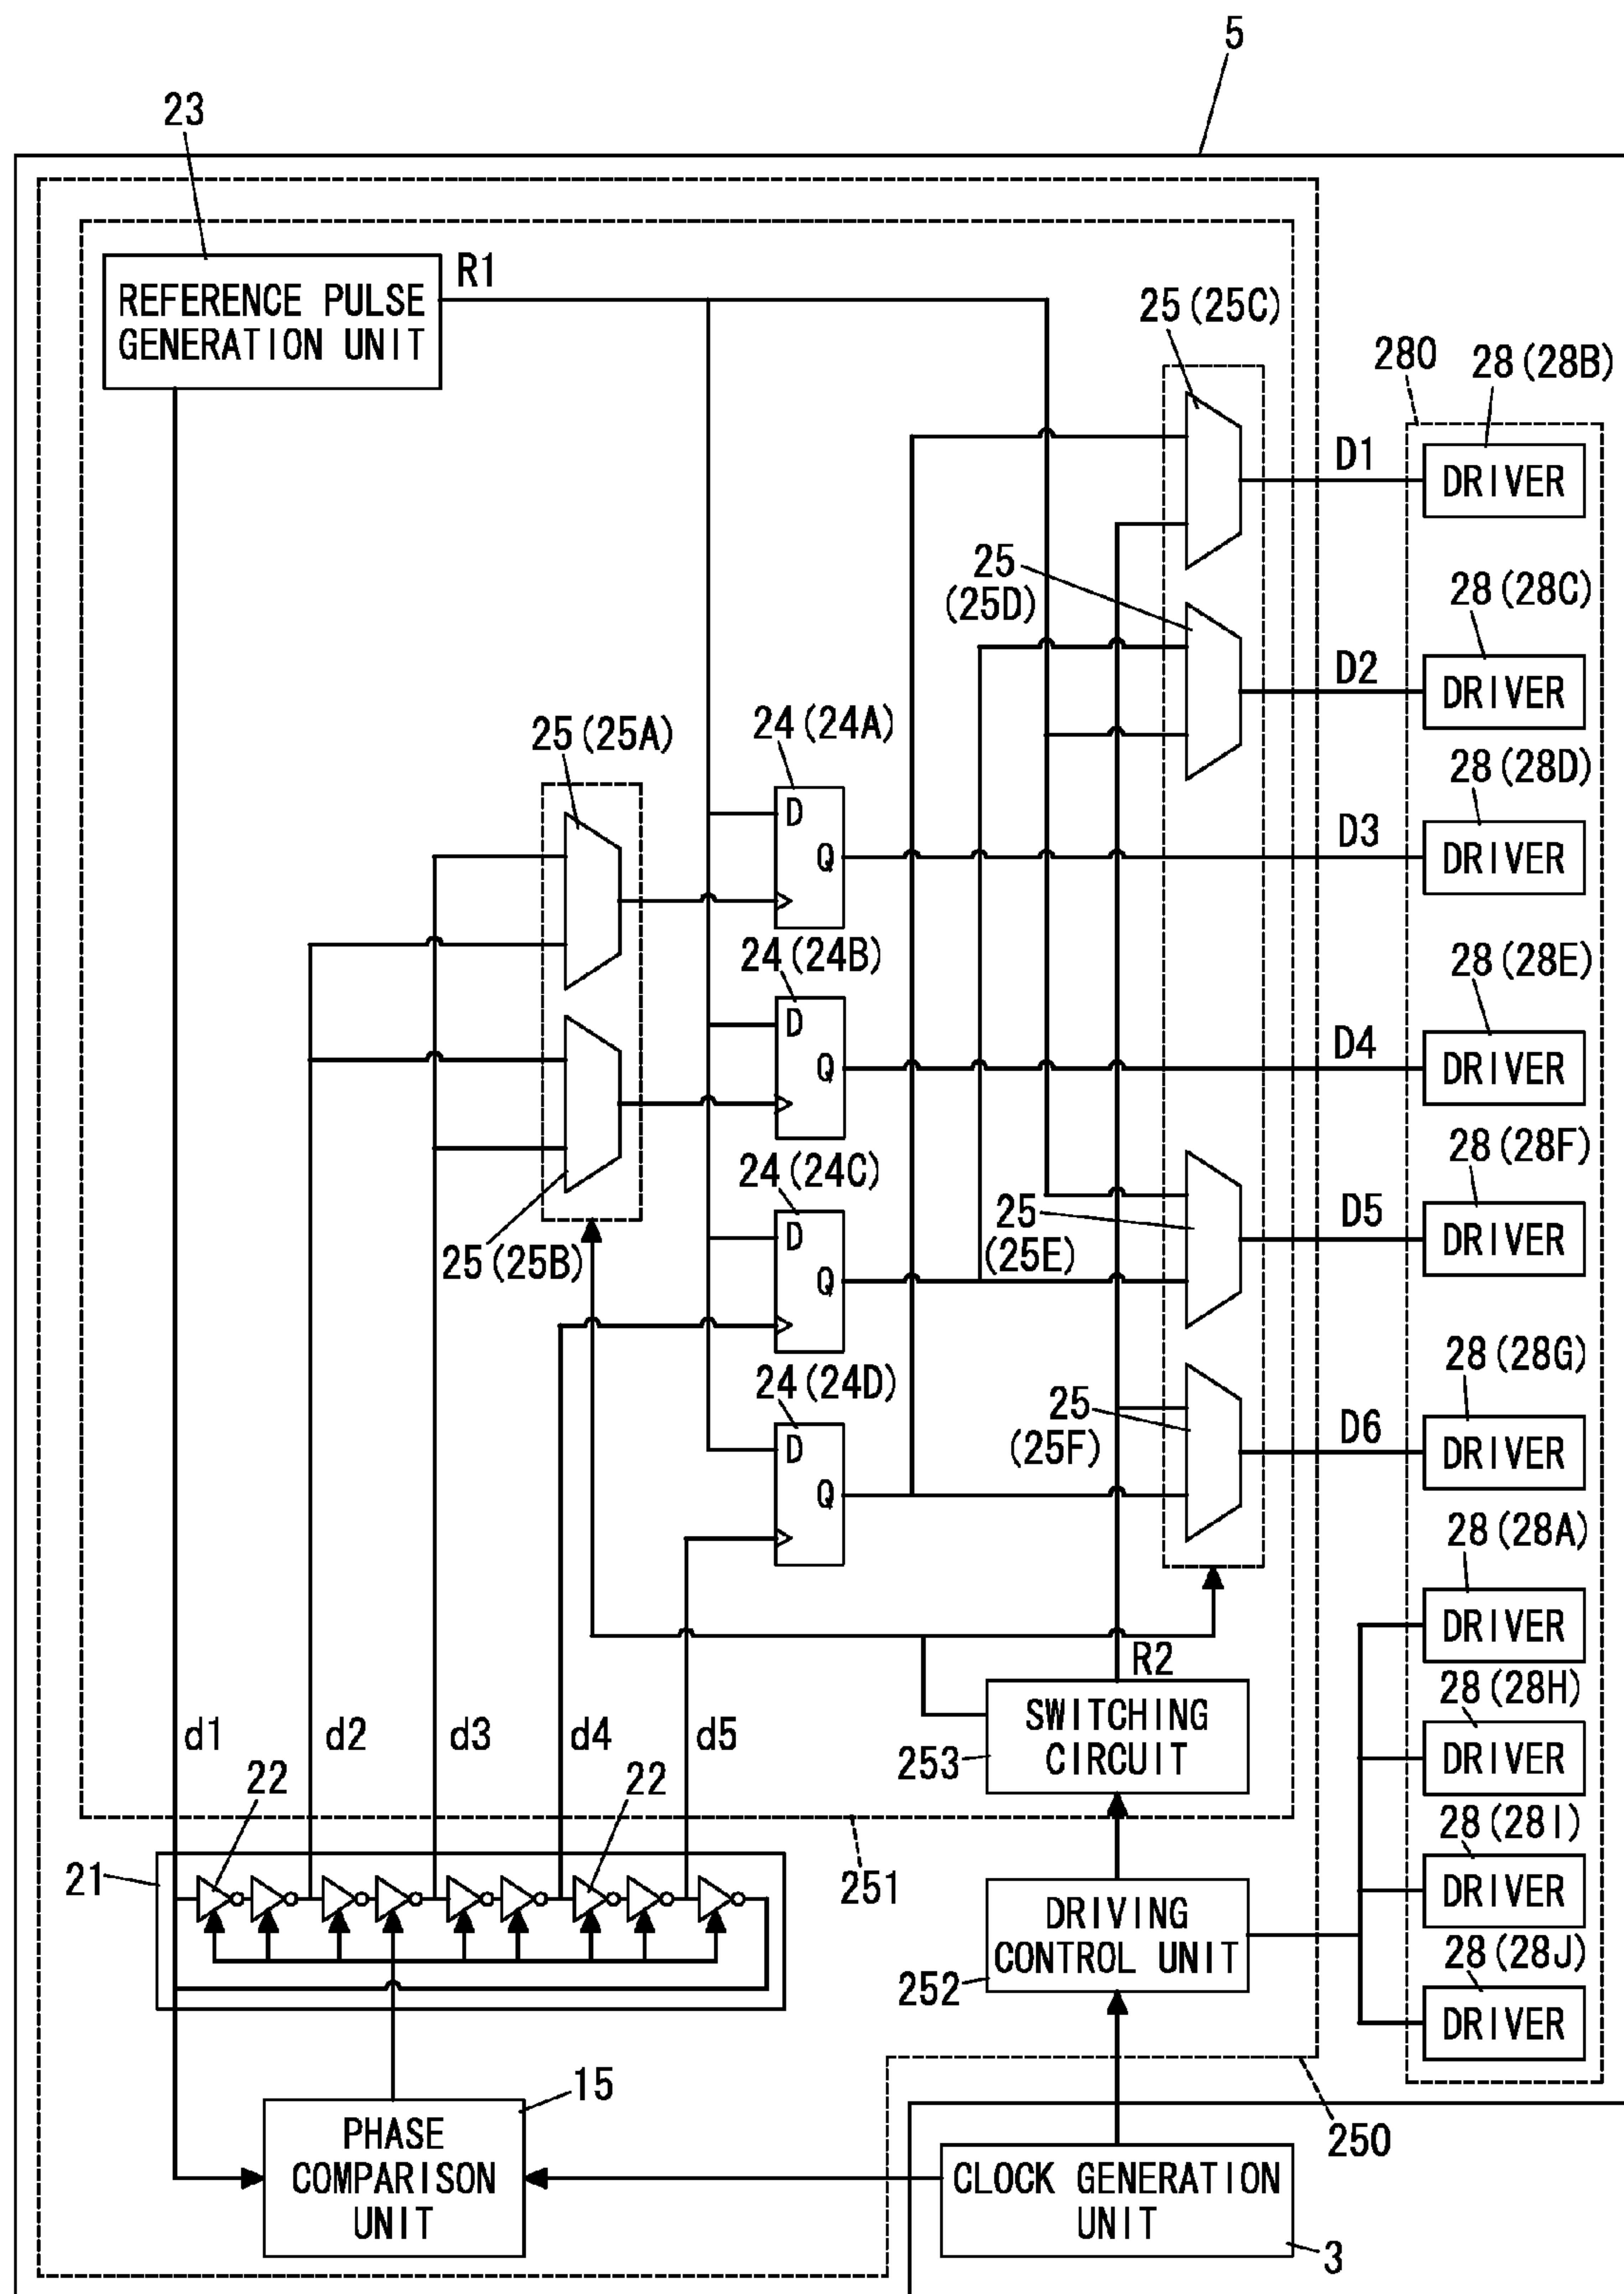 5
23
REFERENCE PULSE
GENERATION UNIT
R1
25(25C)
280
28(28B)
D1
DRIVER
25
(25D)
28(28C)
D2
DRIVER
25(25A)
24(24A)
28(28D)
D
Q
D3
DRIVER
24(24B)
28(28E)
D
Q
D4
DRIVER
25(25B)
24(24C)
28(28F)
D
Q
25
(25E)
D5
DRIVER
24(24D)
28(28G)
D
Q
25
(25F)
D6
DRIVER
28(28A)
DRIVER
R2
28(28H)
DRIVER
d1
d2
d3
d4
d5
SWITCHING
CIRCUIT
253
22
22
28(28I)
DRIVER
21
251
DRIVING
CONTROL UNIT
252
28(28J)
DRIVER
15
PHASE
COMPARISON
UNIT
250
CLOCK GENERATION
UNIT
3